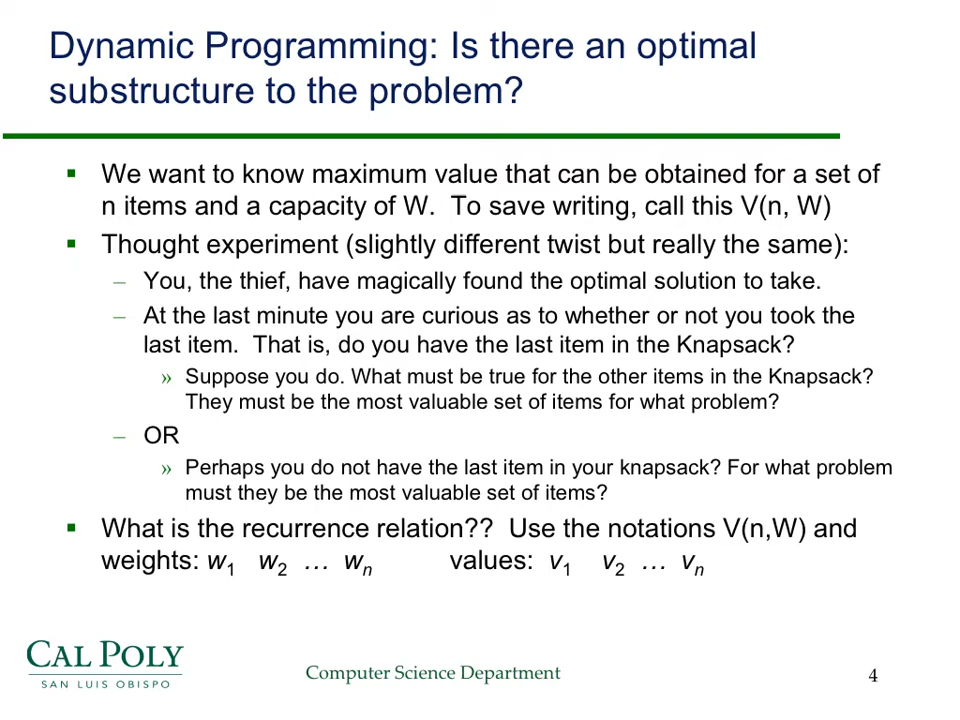 Dynamic Programming: Is there an optimal
substructure to the problem?
▪ We want to know maximum value that can be obtained for a set of
n items and a capacity of W.  To save writing, call this V(n, W)
▪ Thought experiment (slightly different twist but really the same):
– You, the thief, have magically found the optimal solution to take.
– At the last minute you are curious as to whether or not you took the
last item.  That is, do you have the last item in the Knapsack?
» Suppose you do. What must be true for the other items in the Knapsack?
They must be the most valuable set of items for what problem?
– OR
» Perhaps you do not have the last item in your knapsack? For what problem
must they be the most valuable set of items?
▪ What is the recurrence relation??  Use the notations V(n,W) and
weights: w₁  w₂ … wₙ  values:  v₁  v₂ … vₙ
CAL POLY
SAN LUIS OBISPO
Computer Science Department
4